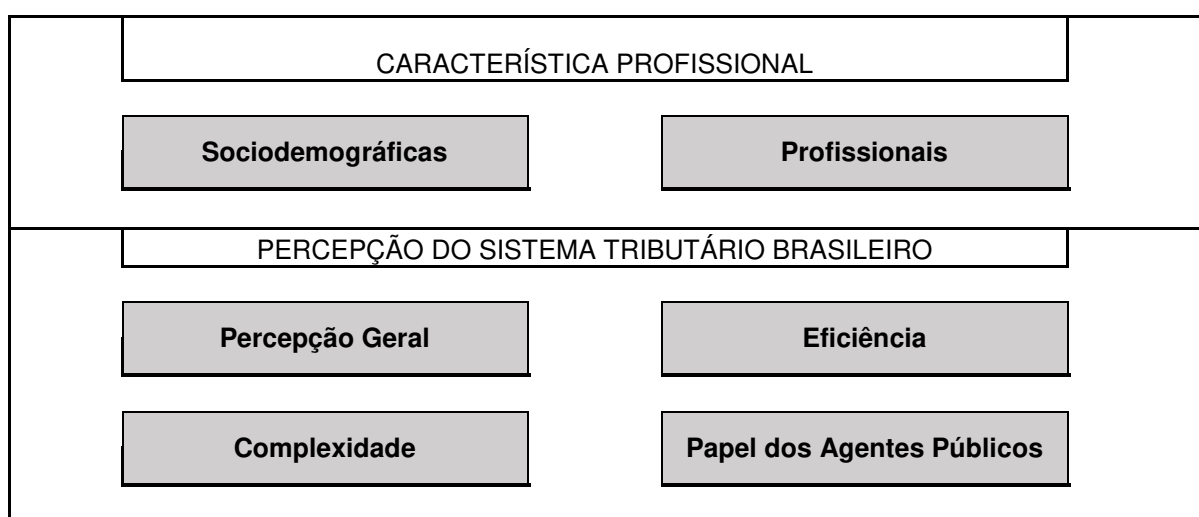 CARACTERÍSTICA PROFISSIONAL
Sociodemográficas
Profissionais
PERCEPÇÃO DO SISTEMA TRIBUTÁRIO BRASILEIRO
Percepção Geral
Eficiência
Complexidade
Papel dos Agentes Públicos